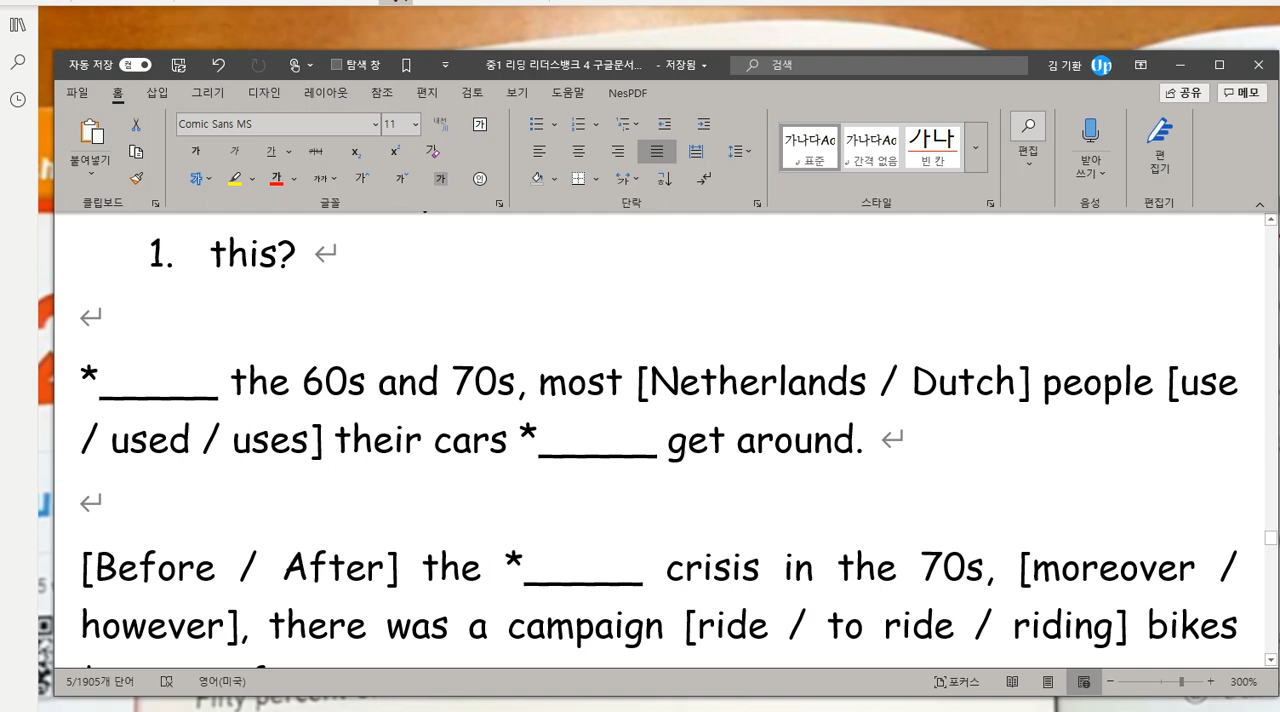 자동 저장 켬 탐색 창 중1 리딩 리더스뱅크 4 구글문서... - 저장됨 검색 김 기환 Up
파일 홈 삽입 그리기 디자인 레이아웃 참조 편지 검토 보기 도움말 NesPDF 공유 메모
붙여넣기 Comic Sans MS 11 가나다Aa 가나다Aa 가나 편집 받아쓰기 편집기
표준 간격 없음 빈 칸
클립보드 글꼴 단락 스타일 음성 편집기
1. this?
*_____ the 60s and 70s, most [Netherlands / Dutch] people [use
/ used / uses] their cars *_____ get around.
[Before / After] the *_____ crisis in the 70s, [moreover /
however], there was a campaign [ride / to ride / riding] bikes
5/1905개 단어 영어(미국) 포커스 300%
Fifty percent